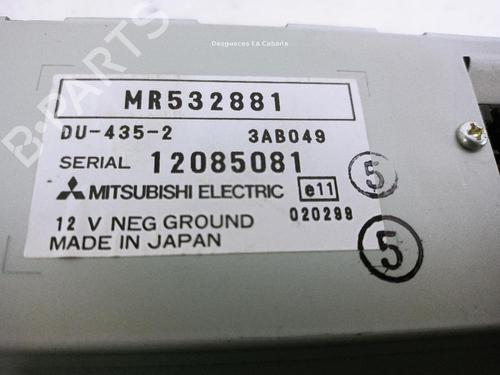 Desguaces La Cabaña
B-PARTS
MR532881
DU-435-2 3AB049
SERIAL 12085081
MITSUBISHI ELECTRIC e11
12 V NEG GROUND 020299
MADE IN JAPAN
5
5